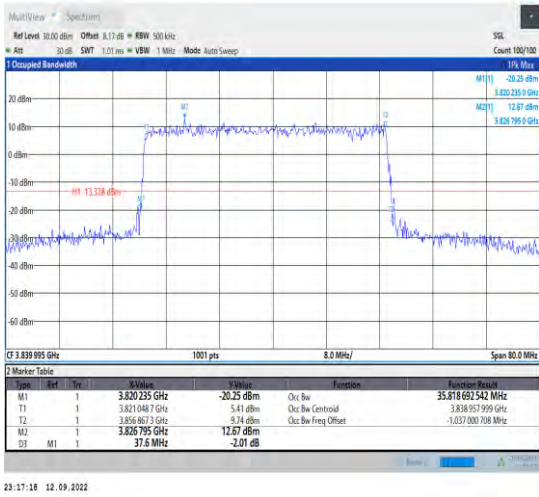 MultiView Spectrum
Ref Level 30.00 dBm Offset 8.17 dB RBW 500 kHz SGL
Att 30 dB SWT 1.01 ms VBW 1 MHz Mode Auto Sweep Count 100/100
1 Occupied Bandwidth 1Pk Max
M1[1] -20.25 dBm
3.820 235 0 GHz
M2[1] 12.67 dBm
3.826 795 0 GHz
20 dBm
M2
10 dBm
0 dBm
-10 dBm
H1 -13.328 dBm
-20 dBm
-30 dBm
-40 dBm
-50 dBm
-60 dBm
CF 3.839 995 GHz 1001 pts 8.0 MHz/ Span 80.0 MHz
2 Marker Table
Type Ref Trc X-Value Y-Value Function Function Result
M1 1 3.820 235 GHz -20.25 dBm Occ Bw 35.818 692 542 MHz
T1 1 3.821 048 7 GHz 5.41 dBm Occ Bw Centroid 3.838 957 999 GHz
T2 1 3.856 867 3 GHz 9.74 dBm Occ Bw Freq Offset -1.037 000 708 MHz
M2 1 3.826 795 GHz 12.67 dBm
D3 M1 1 37.6 MHz -2.01 dB
23:17:18 12.09.2022